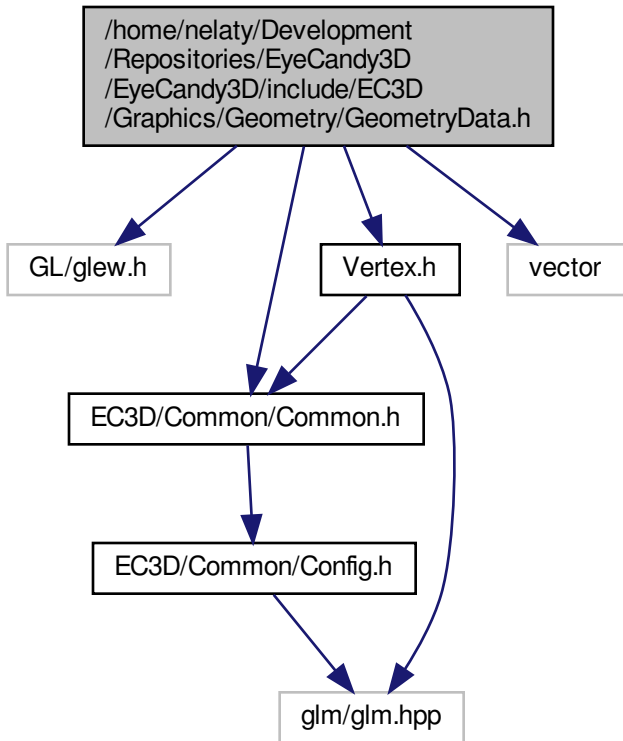 /home/nelaty/Development
/Repositories/EyeCandy3D
/EyeCandy3D/include/EC3D
/Graphics/Geometry/GeometryData.h
GL/glew.h
Vertex.h
vector
EC3D/Common/Common.h
EC3D/Common/Config.h
glm/glm.hpp